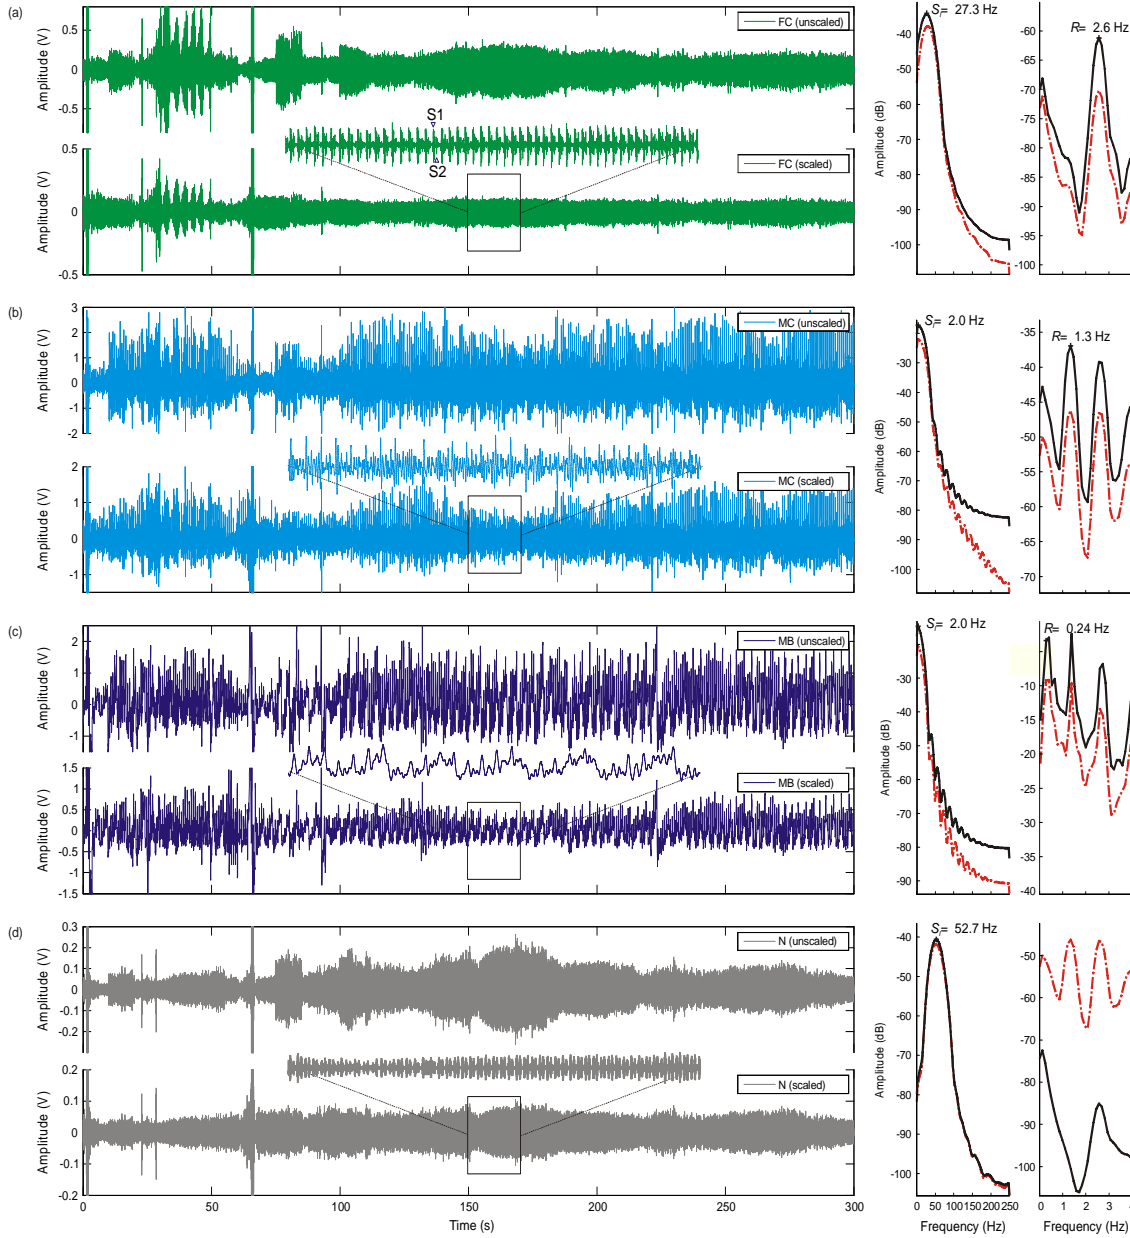 (a)
FC (unscaled)
Amplitude (V)
0.5
0
-0.5
S1
S2
FC (scaled)
Amplitude (V)
0.5
0
-0.5
Si= 27.3 Hz
R= 2.6 Hz
Amplitude (dB)
-40
-50
-60
-70
-80
-90
-100
-60
-65
-70
-75
-80
-85
-90
-95
-100
(b)
MC (unscaled)
Amplitude (V)
3
2
1
0
-1
-2
MC (scaled)
Amplitude (V)
2
1
0
-1
Si= 2.0 Hz
R= 1.3 Hz
Amplitude (dB)
-30
-40
-50
-60
-70
-80
-90
-100
-35
-40
-45
-50
-55
-60
-65
-70
(c)
MB (unscaled)
Amplitude (V)
2
1
0
-1
MB (scaled)
Amplitude (V)
1.5
1
0.5
0
-0.5
-1
-1.5
Si= 2.0 Hz
R= 0.24 Hz
Amplitude (dB)
-30
-40
-50
-60
-70
-80
-90
-5
-10
-15
-20
-25
-30
-35
-40
(d)
N (unscaled)
Amplitude (V)
0.3
0.2
0.1
0
-0.1
-0.2
N (scaled)
Amplitude (V)
0.2
0.1
0
-0.1
-0.2
0 50 100 150 200 250 300
Time (s)
Si= 52.7 Hz
Amplitude (dB)
-40
-50
-60
-70
-80
-90
-100
-50
-60
-70
-80
-90
-100
0 50 100 150 200 250
Frequency (Hz)
0 1 2 3 4
Frequency (Hz)